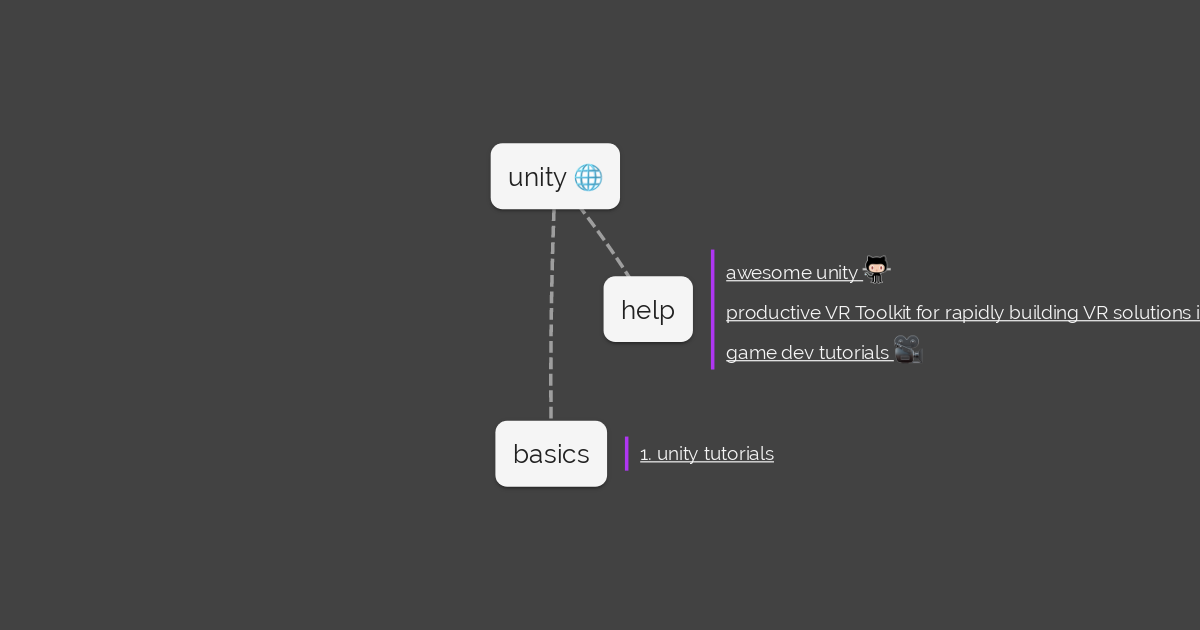 unity
awesome unity
help
productive VR Toolkit for rapidly building VR solutions
game dev tutorials
basics
1. unity tutorials